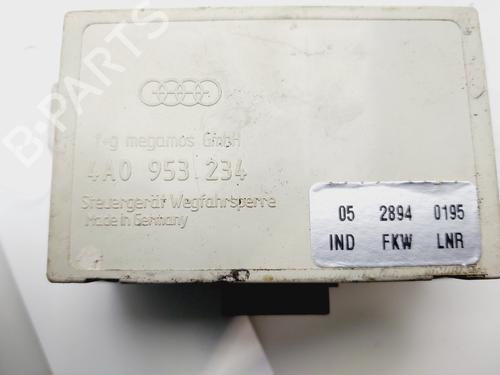 B-PARTS
f+g megamos GmbH
4A0 953 234
Steuergerät Wegfahrsperre
Made in Germany
05 2894 0195
IND FKW LNR